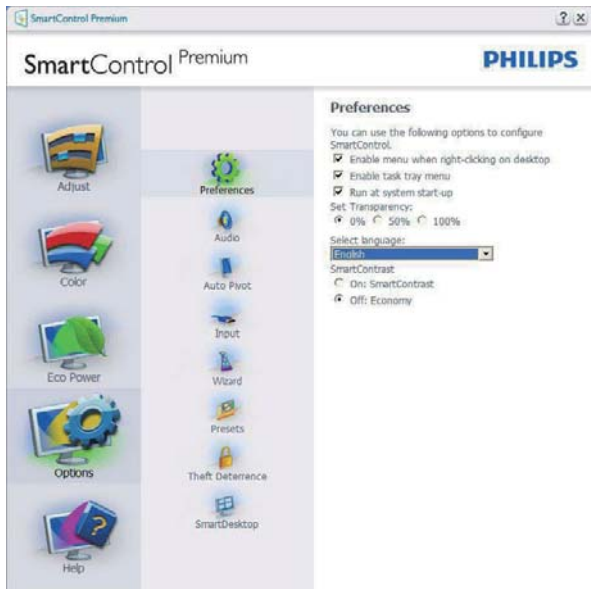 SmartControl Premium
? X
SmartControl Premium
PHILIPS
Adjust
Color
Eco Power
Options
Help
Preferences
Audio
Auto Pivot
Input
Wizard
Presets
Theft Deterrence
SmartDesktop
Preferences
You can use the following options to configure
SmartControl.
Enable menu when right-clicking on desktop
Enable task tray menu
Run at system start-up
Set Transparency:
0% 50% 100%
Select language:
English
SmartContrast
On: SmartContrast
Off: Economy